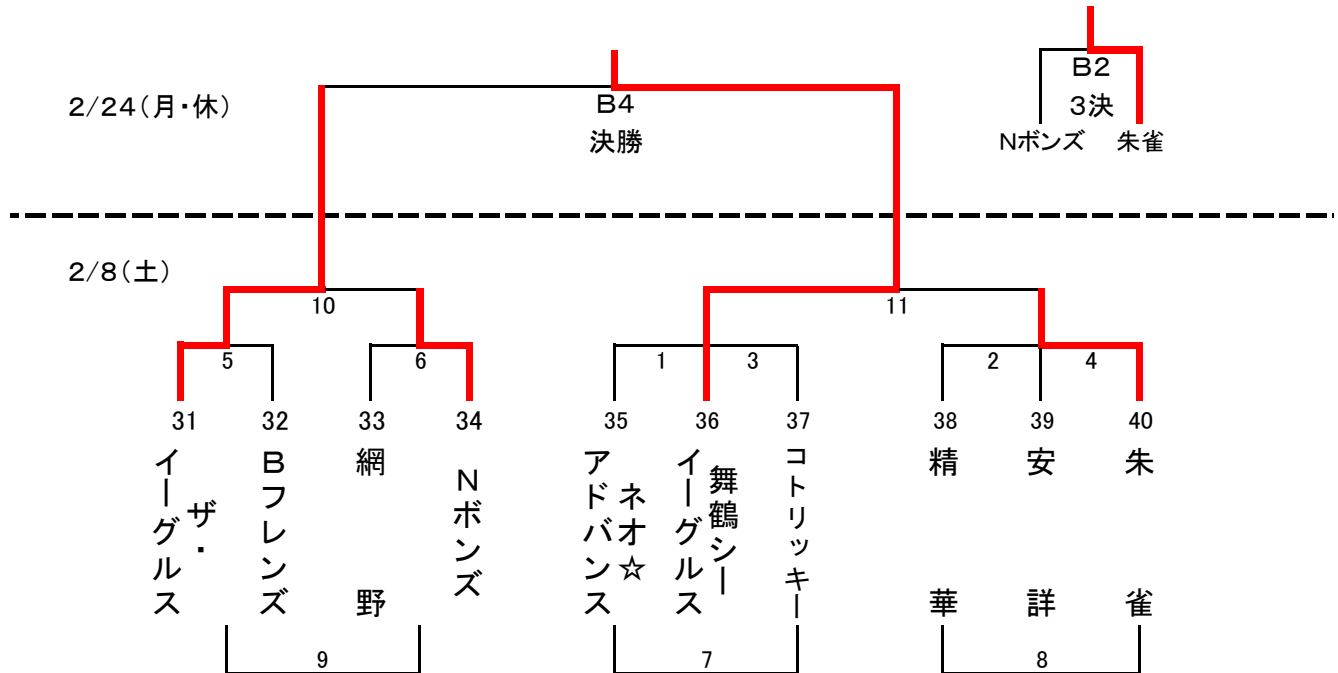 B2
3決
Nボンズ 朱雀
2/24(月・休)
B4
決勝
2/8(土)
10
11
5
6
1
3
2
4
31
32
33
34
35
36
37
38
39
40
ザ・
イーグルス
Bフレンズ
網野
Nボンズ
ネオ☆
アドバンス
舞鶴シー
イーグルス
コトリッキー
精華
安詳
朱雀
9
7
8